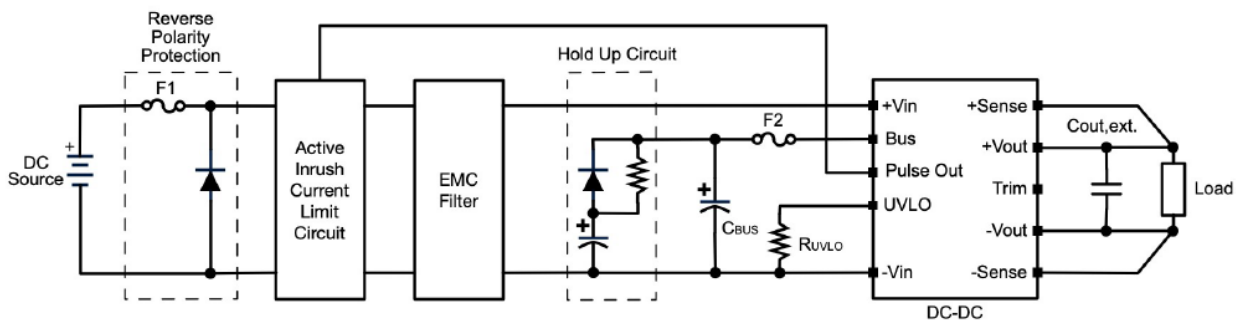 Reverse
Polarity
Protection
F1
+
DC
Source
Active
Inrush
Current
Limit
Circuit
EMC
Filter
Hold Up Circuit
+
+
CBUS
F2
RUVLO
+Vin
Bus
Pulse Out
UVLO
-Vin
+Sense
+Vout
Trim
-Vout
-Sense
DC-DC
Cout,ext.
Load